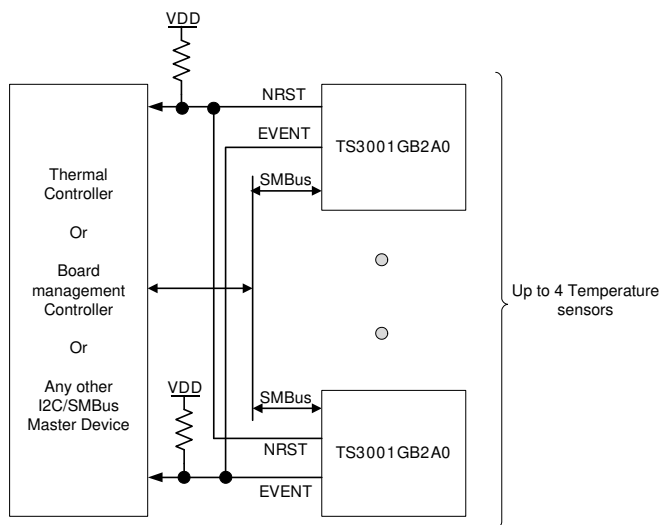 VDD
NRST
EVENT
SMBus
TS3001GB2A0
Thermal
Controller
Or
Board
management
Controller
Or
Any other
I2C/SMBus
Master Device
Up to 4 Temperature
sensors
VDD
SMBus
NRST
EVENT
TS3001GB2A0